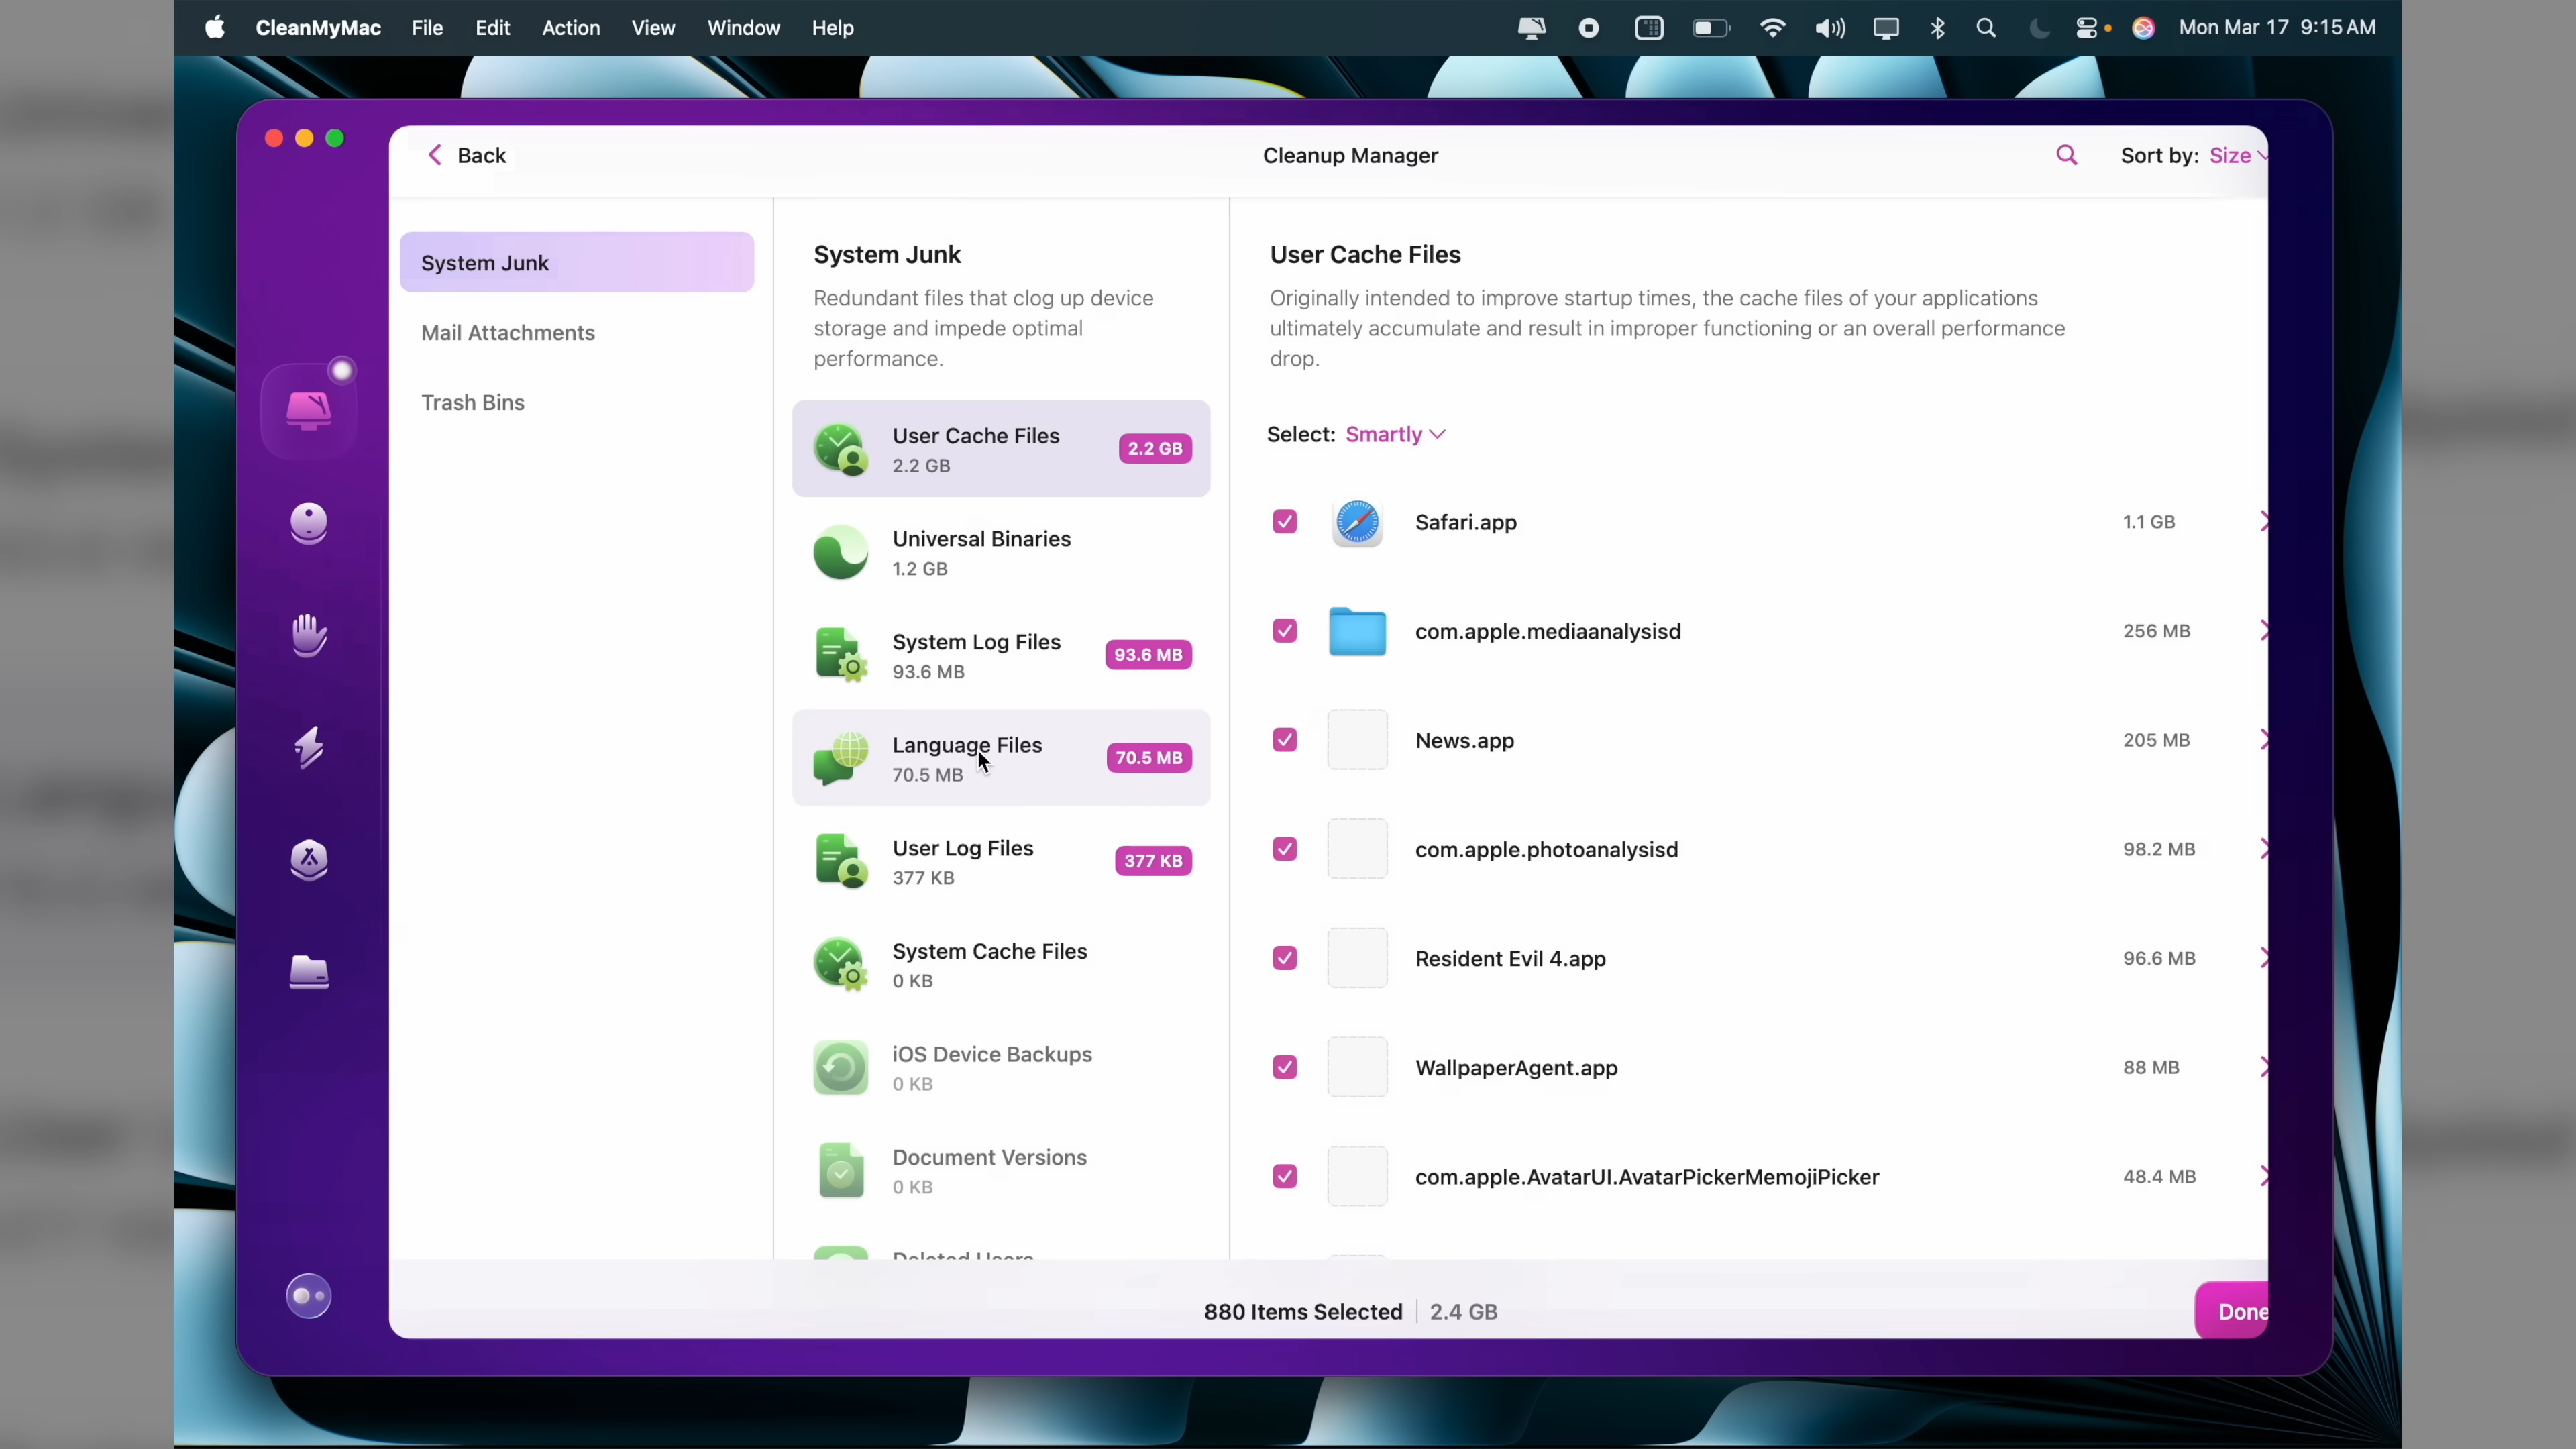 CleanMyMac File Edit Action View Window Help
Mon Mar 17 9:15 AM
Back
Cleanup Manager
Sort by: Size
System Junk
Mail Attachments
Trash Bins
System Junk
Redundant files that clog up device
storage and impede optimal
performance.
User Cache Files
2.2 GB
2.2 GB
Universal Binaries
1.2 GB
System Log Files
93.6 MB
93.6 MB
Language Files
70.5 MB
70.5 MB
User Log Files
377 KB
377 KB
System Cache Files
0 KB
iOS Device Backups
0 KB
Document Versions
0 KB
Deleted Users
User Cache Files
Originally intended to improve startup times, the cache files of your applications
ultimately accumulate and result in improper functioning or an overall performance
drop.
Select: Smartly
Safari.app 1.1 GB
com.apple.mediaanalysisd 256 MB
News.app 205 MB
com.apple.photoanalysisd 98.2 MB
Resident Evil 4.app 96.6 MB
WallpaperAgent.app 88 MB
com.apple.AvatarUI.AvatarPickerMemojiPicker 48.4 MB
880 Items Selected 2.4 GB
Done